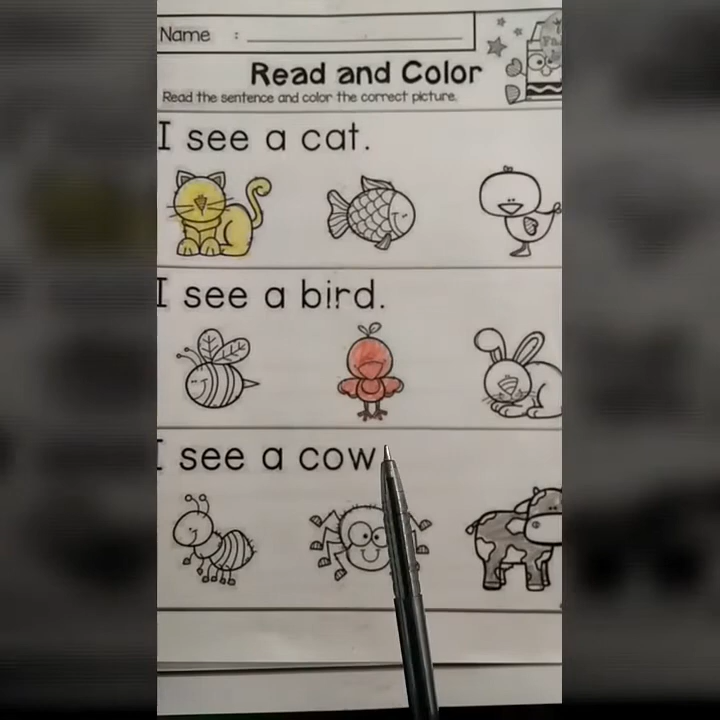 Name :
Read and Color
Read the sentence and color the correct picture.
I see a cat.
I see a bird.
I see a cow